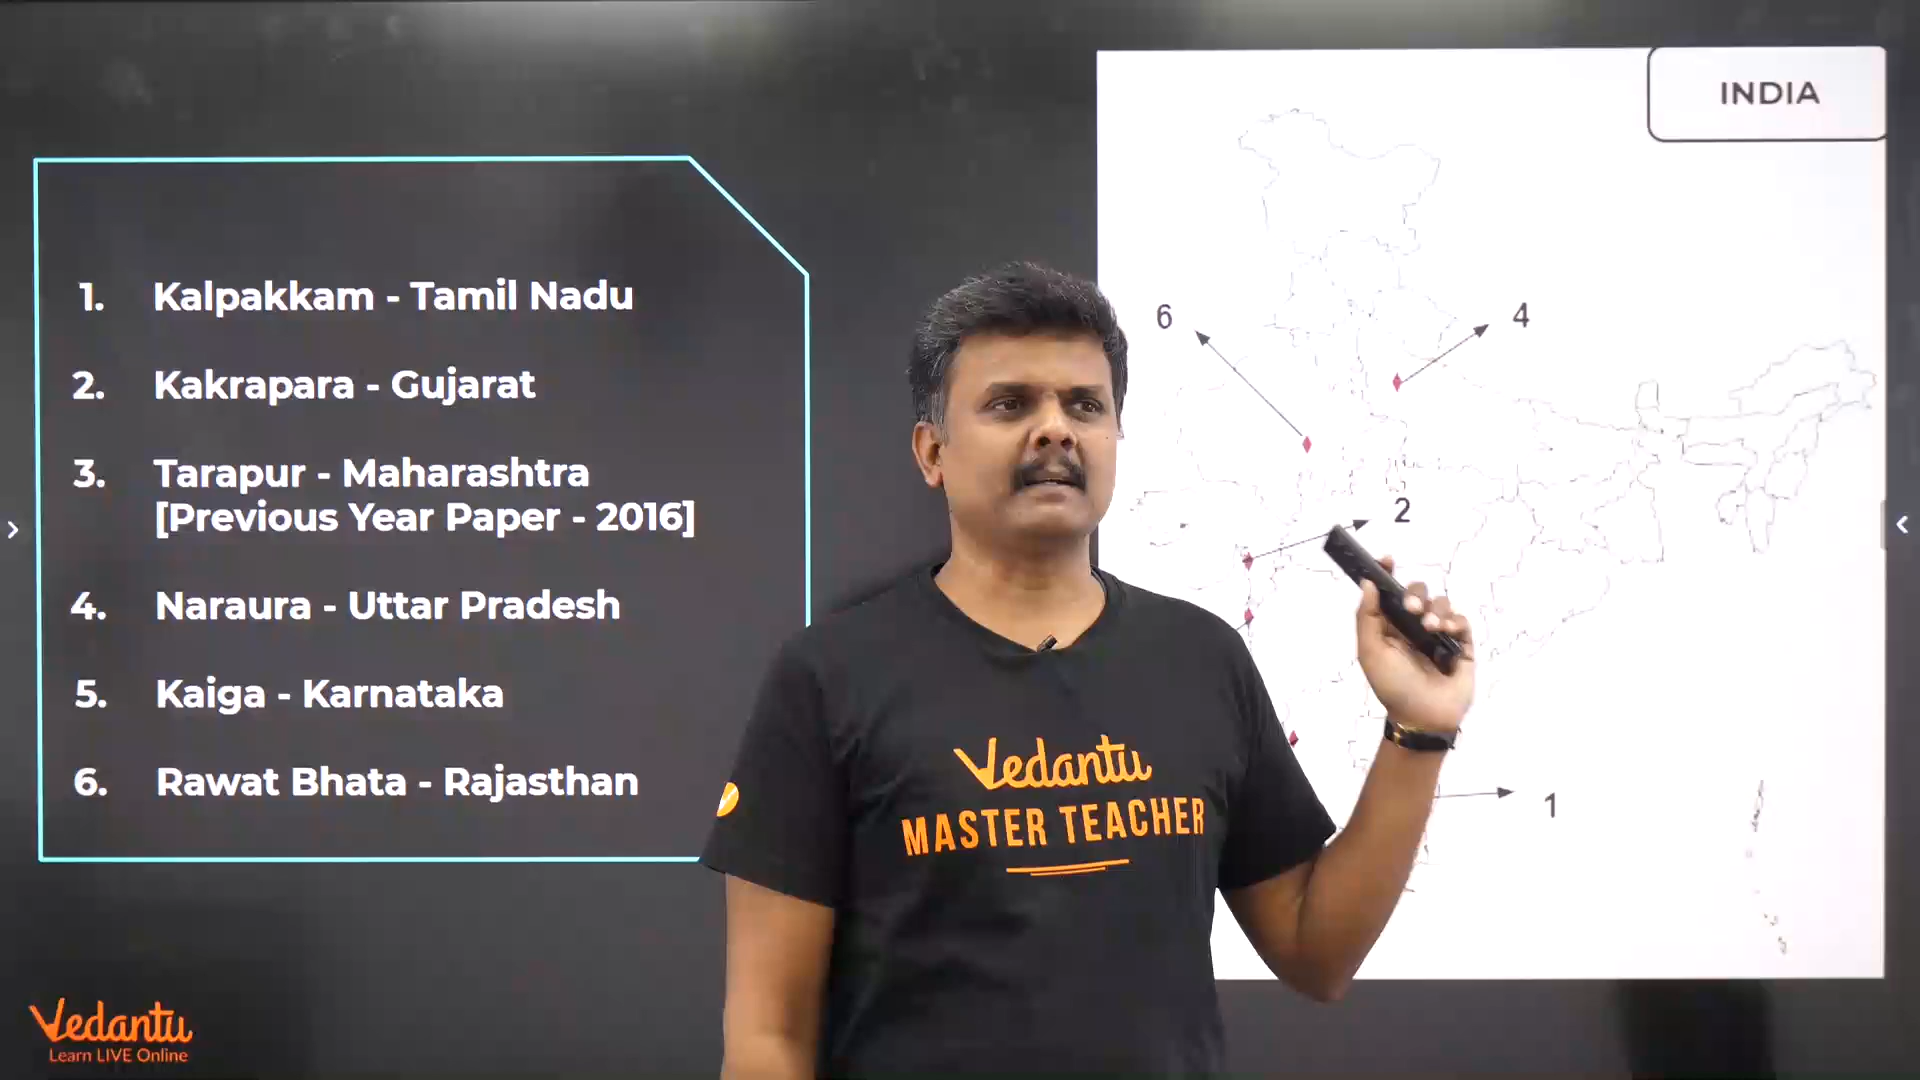 INDIA
1. Kalpakkam - Tamil Nadu
2. Kakrapara - Gujarat
3. Tarapur - Maharashtra
[Previous Year Paper - 2016]
4. Naraura - Uttar Pradesh
5. Kaiga - Karnataka
6. Rawat Bhata - Rajasthan
6
4
2
1
Vedantu
MASTER TEACHER
Vedantu
Learn LIVE Online